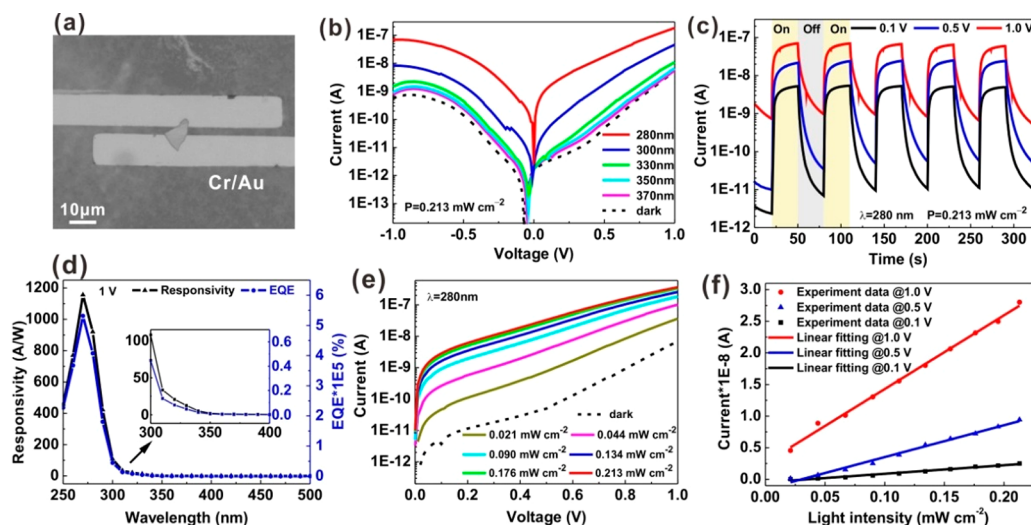 (a)
Cr/Au
10μm
(b)
Current (A)
1E-7
1E-8
1E-9
1E-10
1E-11
1E-12
1E-13
280nm
300nm
330nm
350nm
370nm
dark
P=0.213 mW cm⁻²
-1.0 -0.5 0.0 0.5 1.0
Voltage (V)
(c)
0.1 V 0.5 V 1.0 V
On Off On
Current (A)
1E-7
1E-8
1E-9
1E-10
1E-11
1E-12
λ=280 nm P=0.213 mW cm⁻²
0 50 100 150 200 250 300
Time (s)
(d)
1 V Responsivity EQE
Responsivity (A/W)
1200
1000
800
600
400
200
0
EQE*1E5 (%)
6
5
4
3
2
1
0
100
50
0
0.6
0.4
0.2
0.0
300 350 400
250 300 350 400 450 500
Wavelength (nm)
(e)
λ=280nm
Current (A)
1E-6
1E-7
1E-8
1E-9
1E-10
1E-11
1E-12
dark
0.021 mW cm⁻² 0.044 mW cm⁻²
0.090 mW cm⁻² 0.134 mW cm⁻²
0.176 mW cm⁻² 0.213 mW cm⁻²
0.0 0.2 0.4 0.6 0.8 1.0
Voltage (V)
(f)
Current*1E-8 (A)
3.0
2.5
2.0
1.5
1.0
0.5
0.0
Experiment data @1.0 V
Experiment data @0.5 V
Experiment data @0.1 V
Linear fitting @1.0 V
Linear fitting @0.5 V
Linear fitting @0.1 V
0.00 0.05 0.10 0.15 0.20
Light intensity (mW cm⁻²)